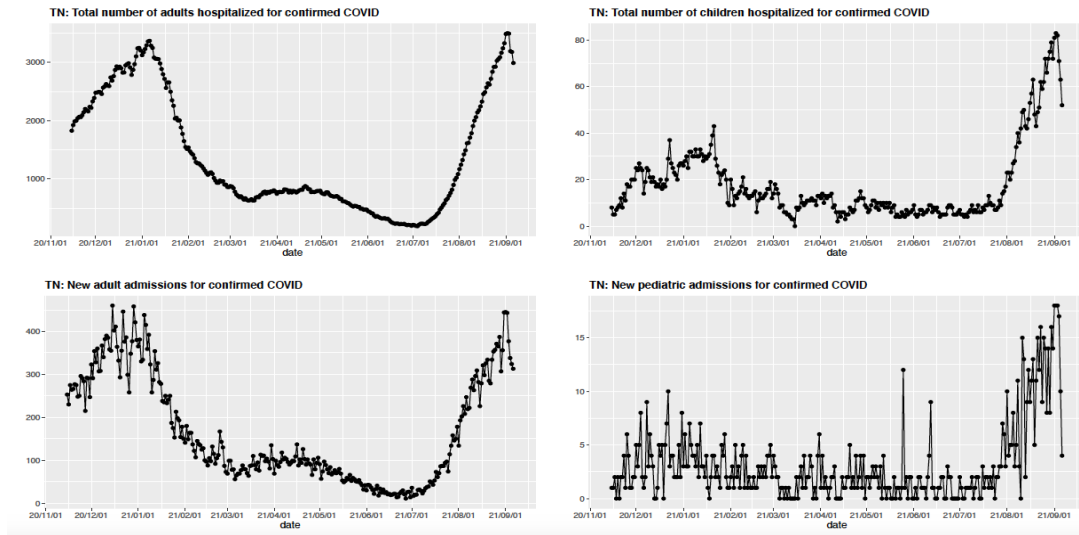 TN: Total number of adults hospitalized for confirmed COVID
3000
2000
1000
20/11/01 20/12/01 21/01/01 21/02/01 21/03/01 21/04/01 21/05/01 21/06/01 21/07/01 21/08/01 21/09/01
date
TN: Total number of children hospitalized for confirmed COVID
80
60
40
20
0
20/11/01 20/12/01 21/01/01 21/02/01 21/03/01 21/04/01 21/05/01 21/06/01 21/07/01 21/08/01 21/09/01
date
TN: New adult admissions for confirmed COVID
400
300
200
100
0
20/11/01 20/12/01 21/01/01 21/02/01 21/03/01 21/04/01 21/05/01 21/06/01 21/07/01 21/08/01 21/09/01
date
TN: New pediatric admissions for confirmed COVID
15
10
5
0
20/11/01 20/12/01 21/01/01 21/02/01 21/03/01 21/04/01 21/05/01 21/06/01 21/07/01 21/08/01 21/09/01
date